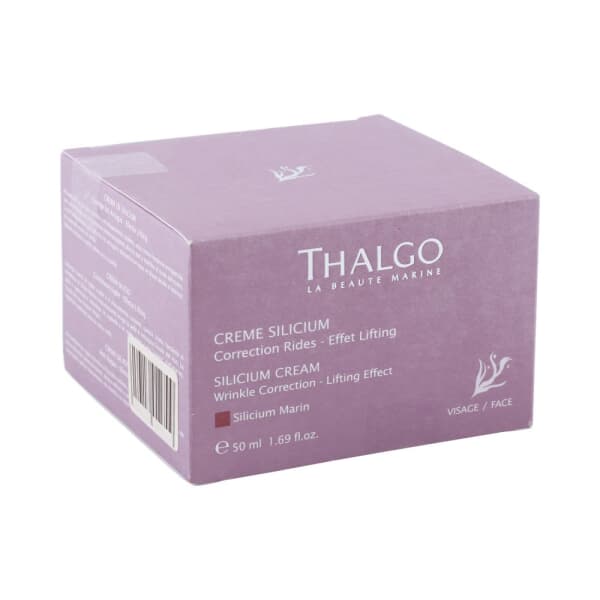 THALGO
LA BEAUTE MARINE
CREME SILICIUM
Correction Rides - Effet Lifting
SILICIUM CREAM
Wrinkle Correction - Lifting Effect
Silicium Marin
℮ 50 ml 1.69 fl.oz.
VISAGE / FACE